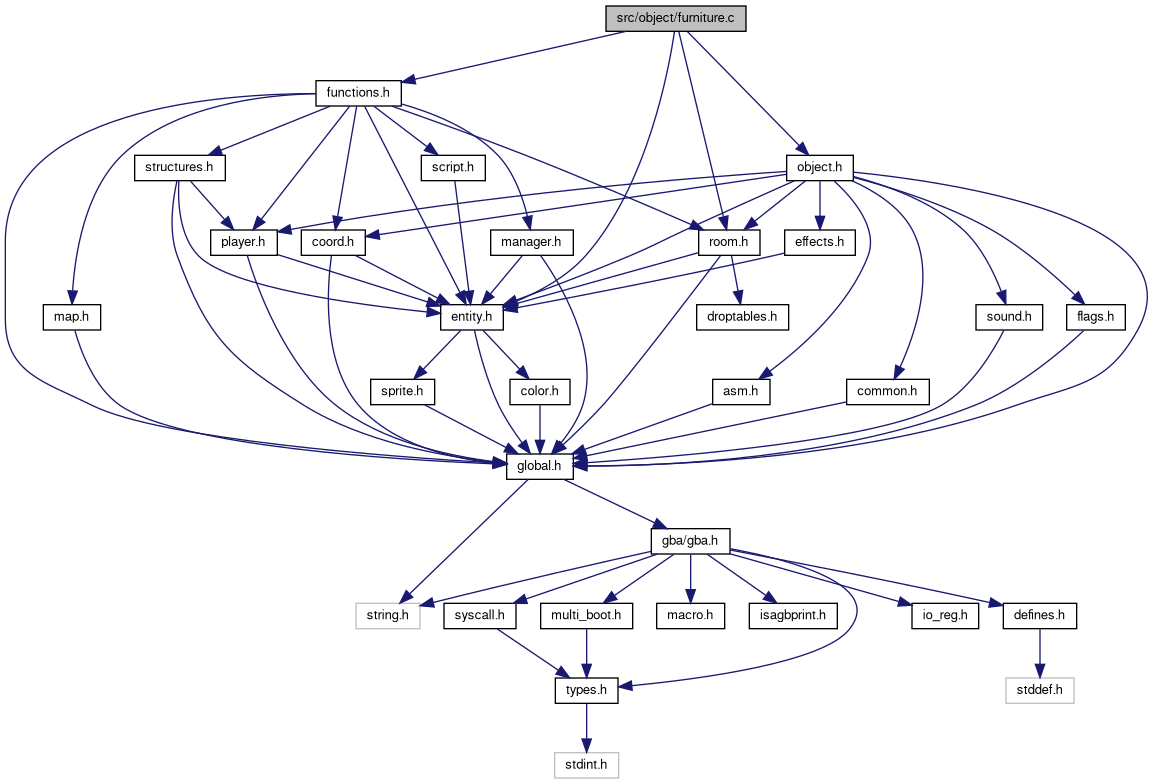 src/object/furniture.c
functions.h
structures.h
script.h
object.h
player.h
coord.h
manager.h
room.h
effects.h
map.h
entity.h
droptables.h
sound.h
flags.h
sprite.h
color.h
asm.h
common.h
global.h
gba/gba.h
string.h
syscall.h
multi_boot.h
macro.h
isagbprint.h
io_reg.h
defines.h
types.h
stddef.h
stdint.h